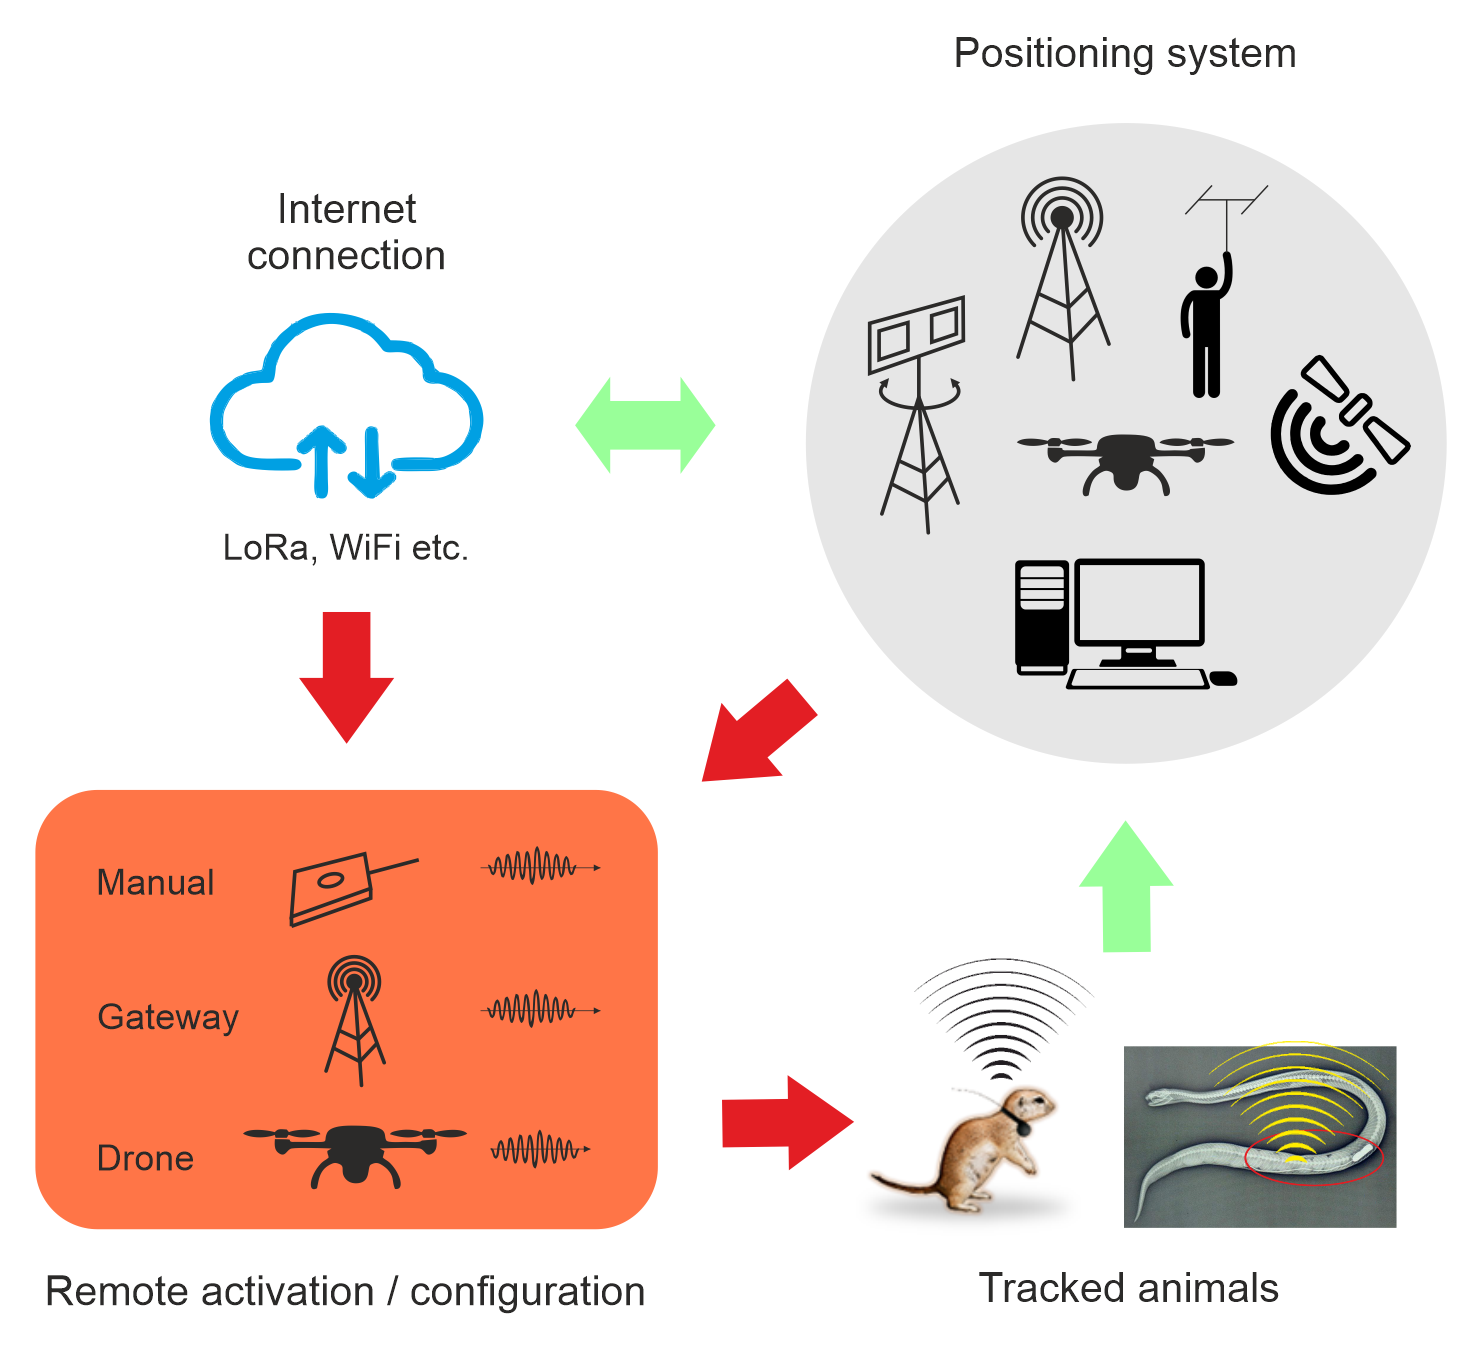 Positioning system
Internet
connection
LoRa, WiFi etc.
Manual
Gateway
Drone
Remote activation / configuration
Tracked animals